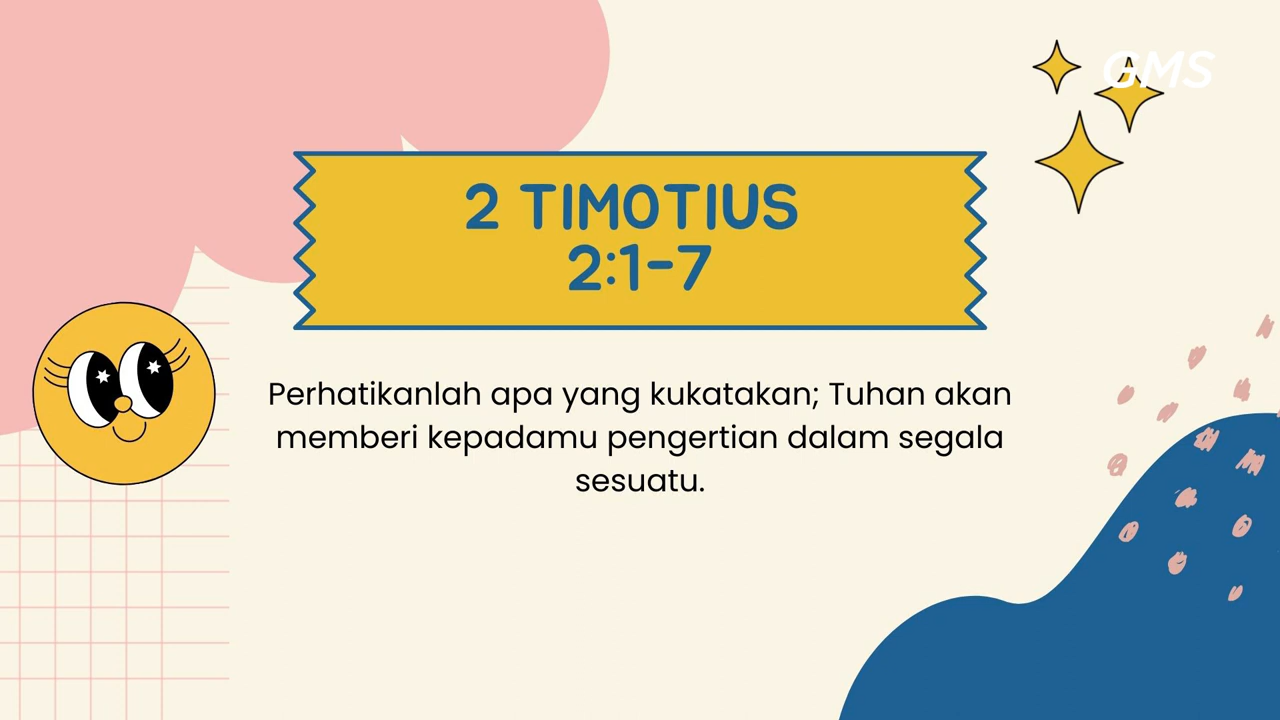 GMS
2 TIMOTIUS
2:1-7
Perhatikanlah apa yang kukatakan; Tuhan akan
memberi kepadamu pengertian dalam segala
sesuatu.